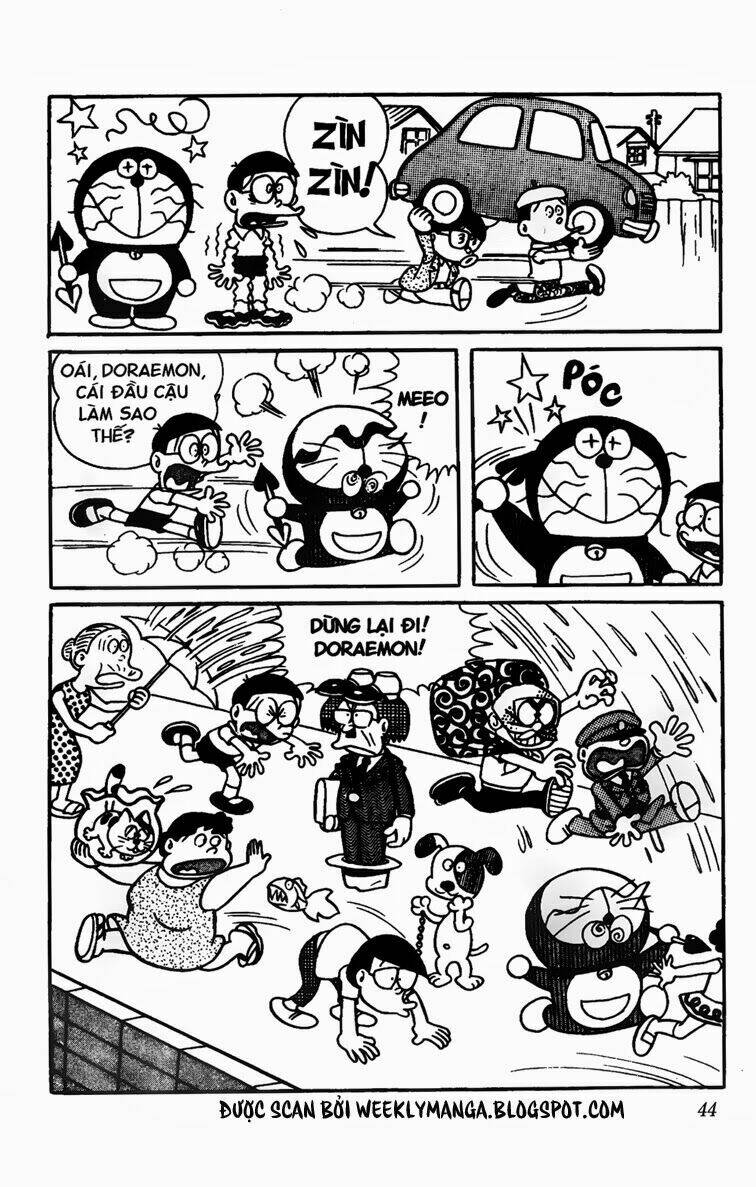 ZÌN
ZÌN!
OÁI, DORAEMON,
CÁI ĐẦU CẬU
LÀM SAO
THẾ?
MEEO
!
PÓC
DỪNG LẠI ĐI!
DORAEMON!
ĐƯỢC SCAN BỞI WEEKLYMANGA.BLOGSPOT.COM
44